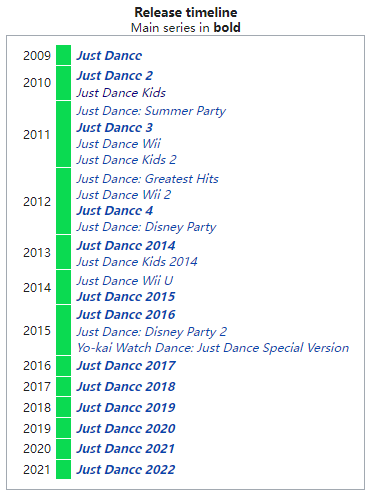 Release timeline
Main series in bold
2009 Just Dance
2010 Just Dance 2
Just Dance Kids
2011 Just Dance: Summer Party
Just Dance 3
Just Dance Wii
Just Dance Kids 2
2012 Just Dance: Greatest Hits
Just Dance Wii 2
Just Dance 4
Just Dance: Disney Party
2013 Just Dance 2014
Just Dance Kids 2014
2014 Just Dance Wii U
Just Dance 2015
2015 Just Dance 2016
Just Dance: Disney Party 2
Yo-kai Watch Dance: Just Dance Special Version
2016 Just Dance 2017
2017 Just Dance 2018
2018 Just Dance 2019
2019 Just Dance 2020
2020 Just Dance 2021
2021 Just Dance 2022